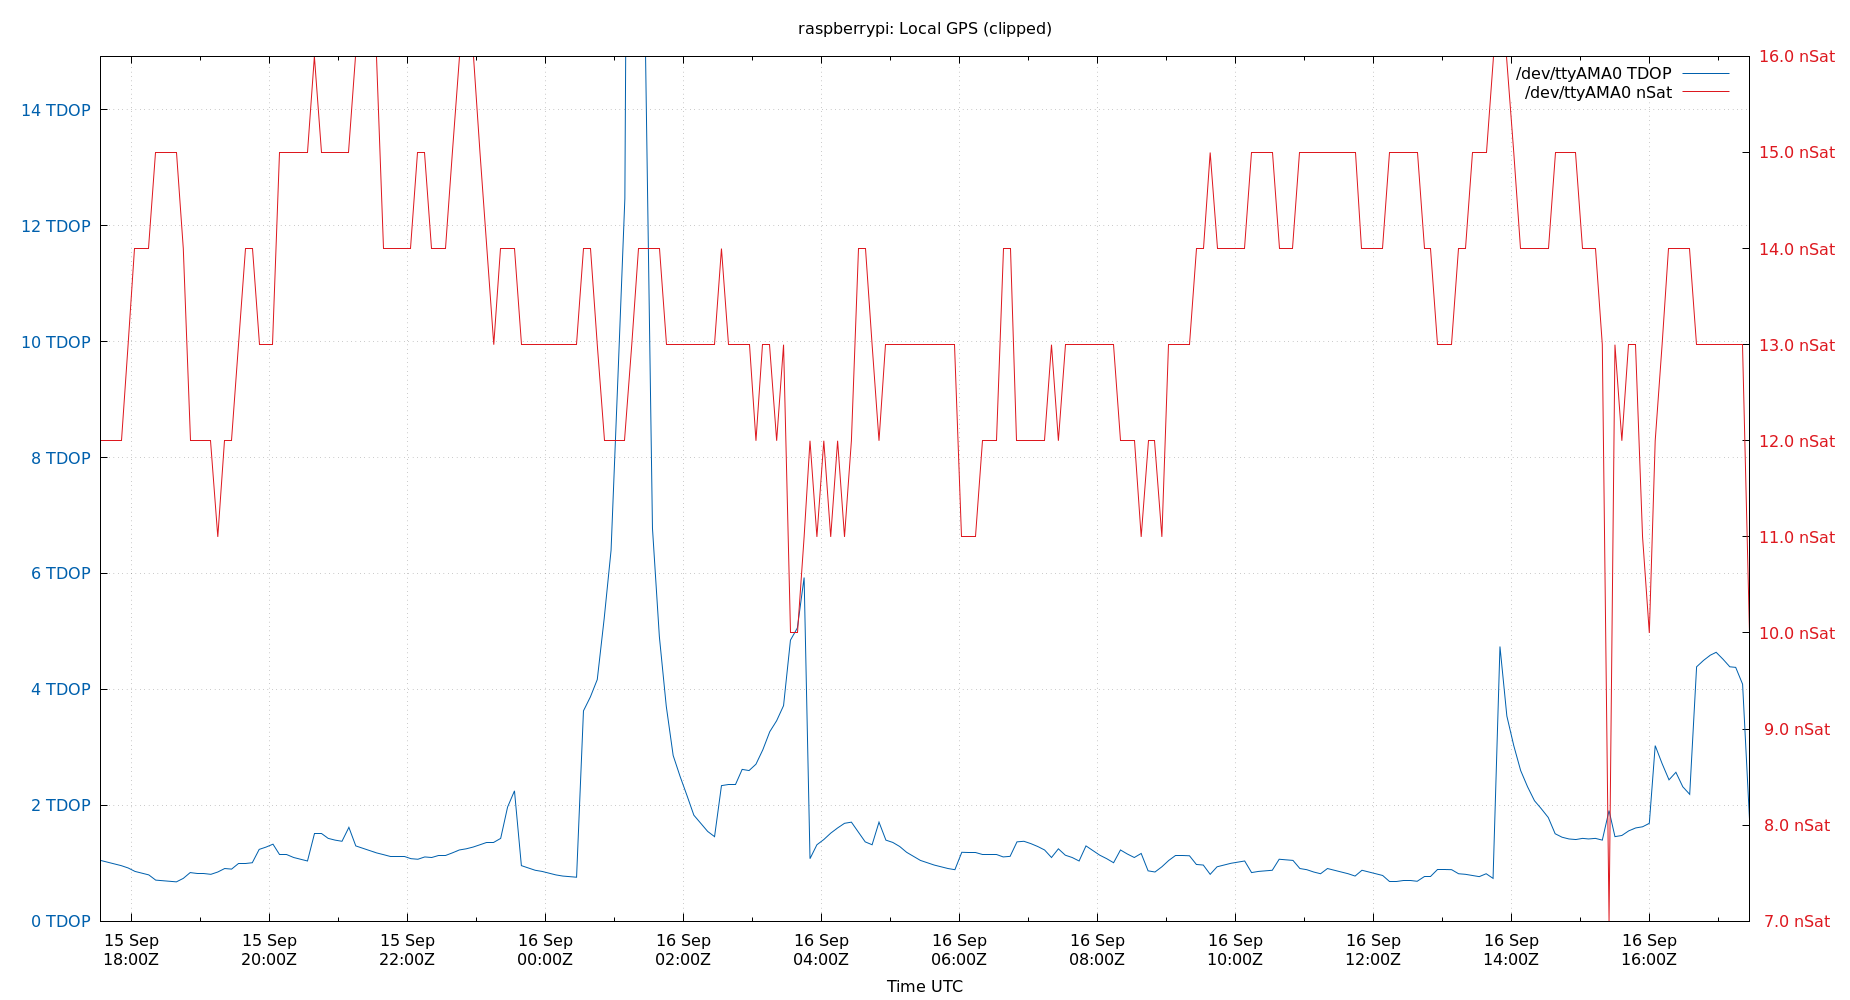 raspberrypi: Local GPS (clipped)
/dev/ttyAMA0 TDOP
/dev/ttyAMA0 nSat
14 TDOP
12 TDOP
10 TDOP
8 TDOP
6 TDOP
4 TDOP
2 TDOP
0 TDOP
16.0 nSat
15.0 nSat
14.0 nSat
13.0 nSat
12.0 nSat
11.0 nSat
10.0 nSat
9.0 nSat
8.0 nSat
7.0 nSat
15 Sep 15 Sep 15 Sep 16 Sep 16 Sep 16 Sep 16 Sep 16 Sep 16 Sep 16 Sep 16 Sep 16 Sep
18:00Z 20:00Z 22:00Z 00:00Z 02:00Z 04:00Z 06:00Z 08:00Z 10:00Z 12:00Z 14:00Z 16:00Z
Time UTC